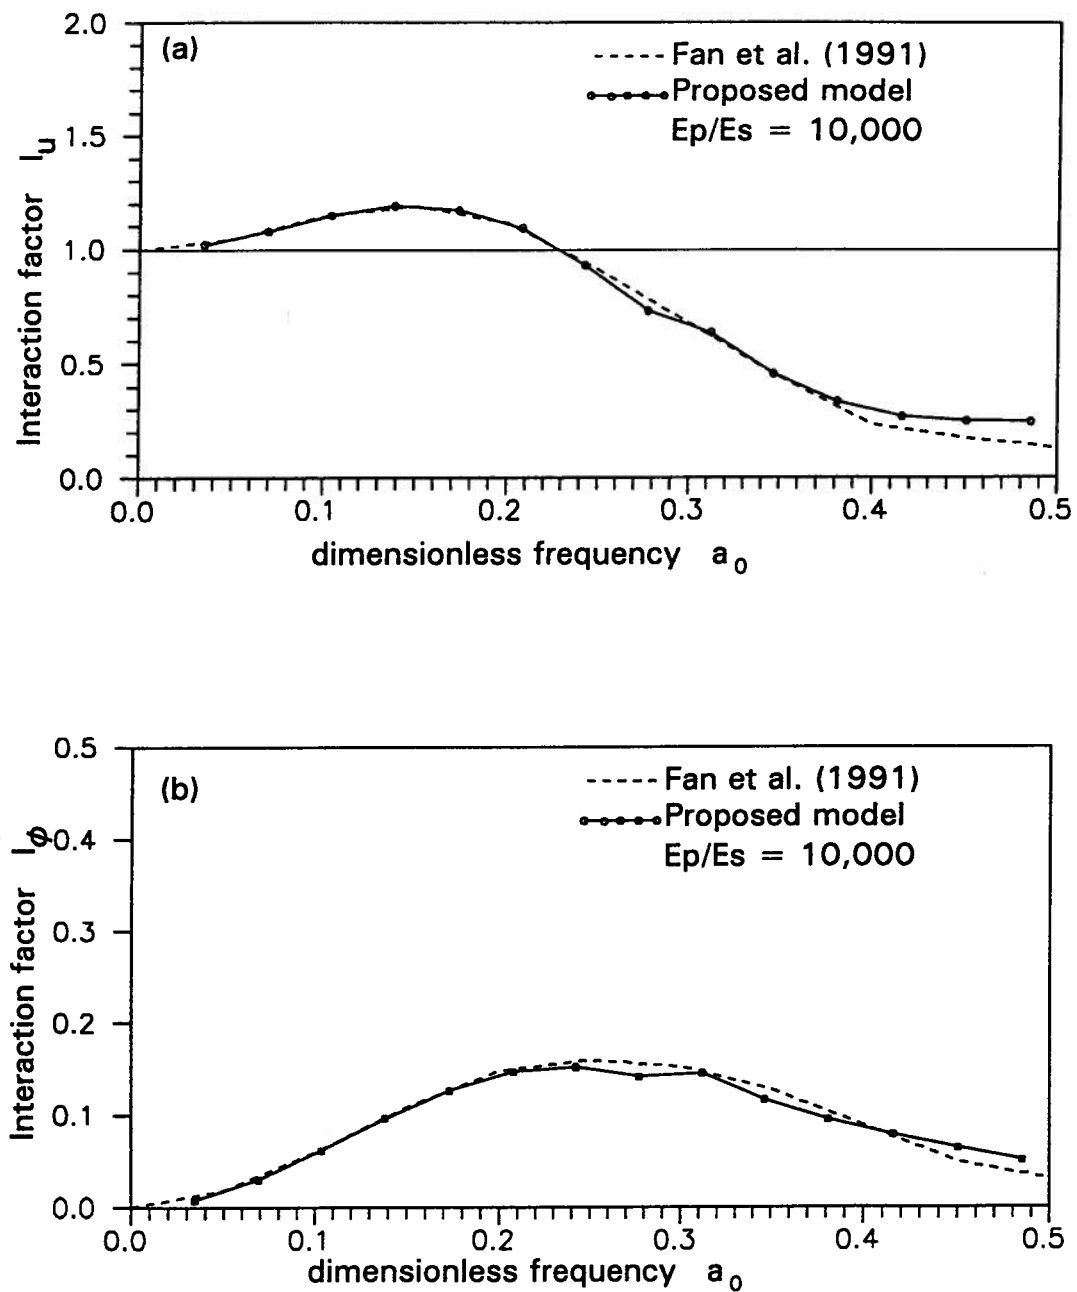 (a)
Fan et al. (1991)
Proposed model
Ep/Es = 10,000
2.0
1.5
1.0
0.5
0.0
Interaction factor Iu
0.0 0.1 0.2 0.3 0.4 0.5
dimensionless frequency a0
(b)
Fan et al. (1991)
Proposed model
Ep/Es = 10,000
0.5
0.4
0.3
0.2
0.1
0.0
Interaction factor Iϕ
0.0 0.1 0.2 0.3 0.4 0.5
dimensionless frequency a0